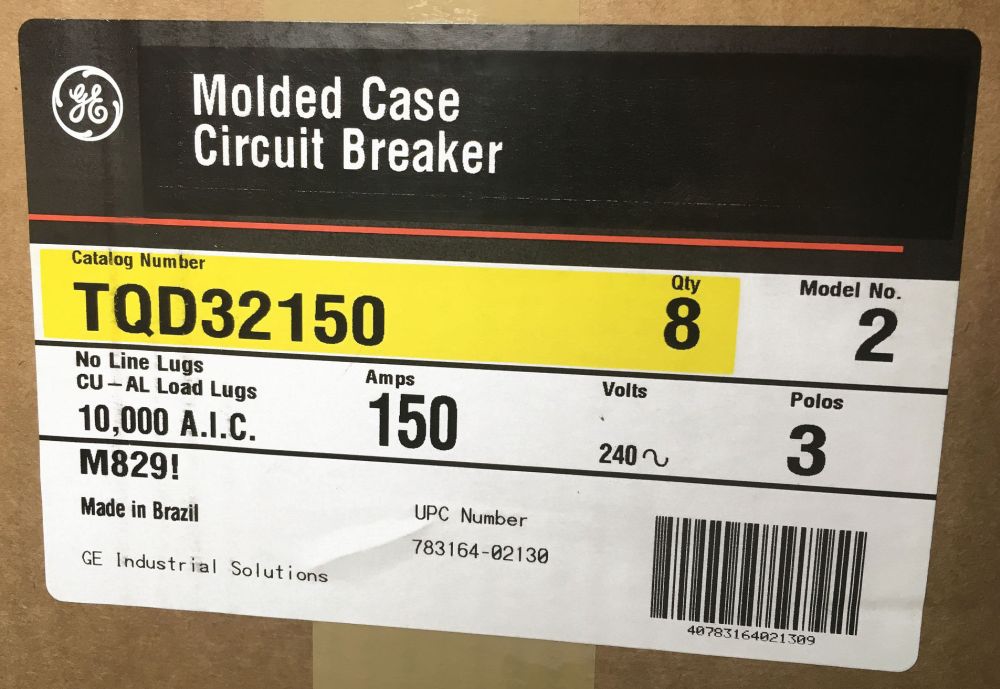 GE
Molded Case
Circuit Breaker
Catalog Number
TQD32150
Qty
8
Model No.
2
No Line Lugs
CU-AL Load Lugs
10,000 A.I.C.
Amps
150
Volts
240~
Polos
3
M829!
Made in Brazil
GE Industrial Solutions
UPC Number
783164-02130
40783164021309